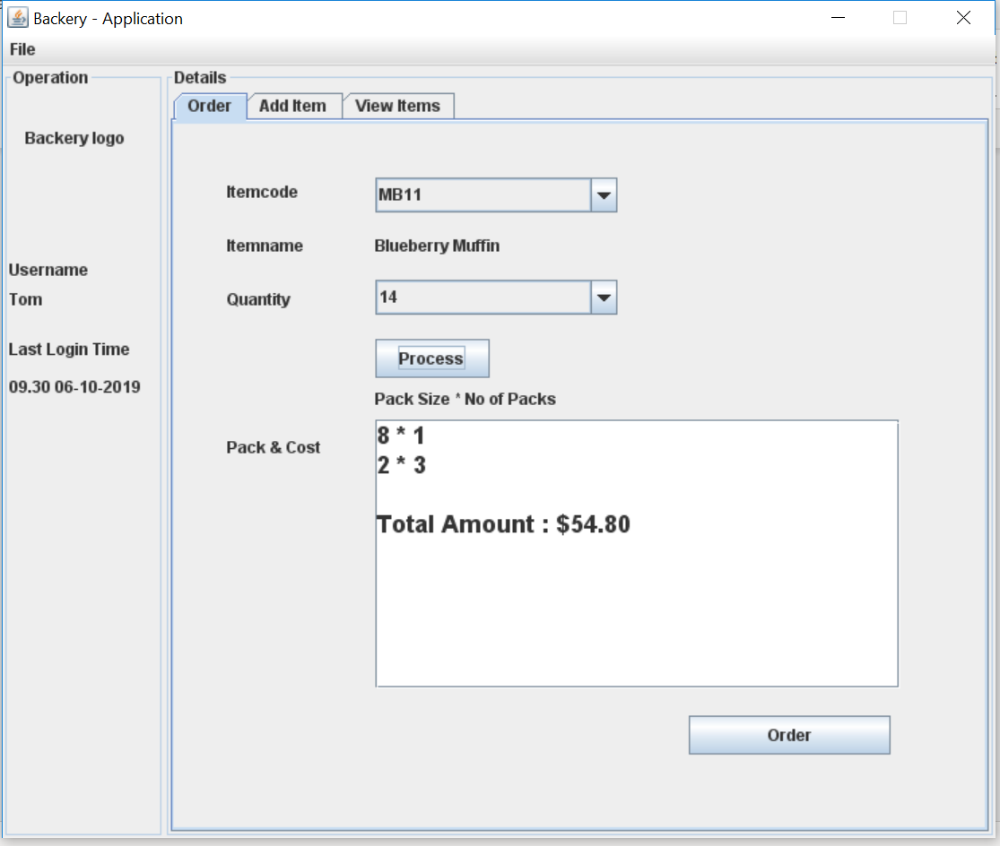 Backery - Application
File
Operation
Backery logo
Username
Tom
Last Login Time
09.30 06-10-2019
Details
Order Add Item View Items
Itemcode MB11
Itemname Blueberry Muffin
Quantity 14
Process
Pack Size * No of Packs
Pack & Cost
8 * 1
2 * 3
Total Amount : $54.80
Order